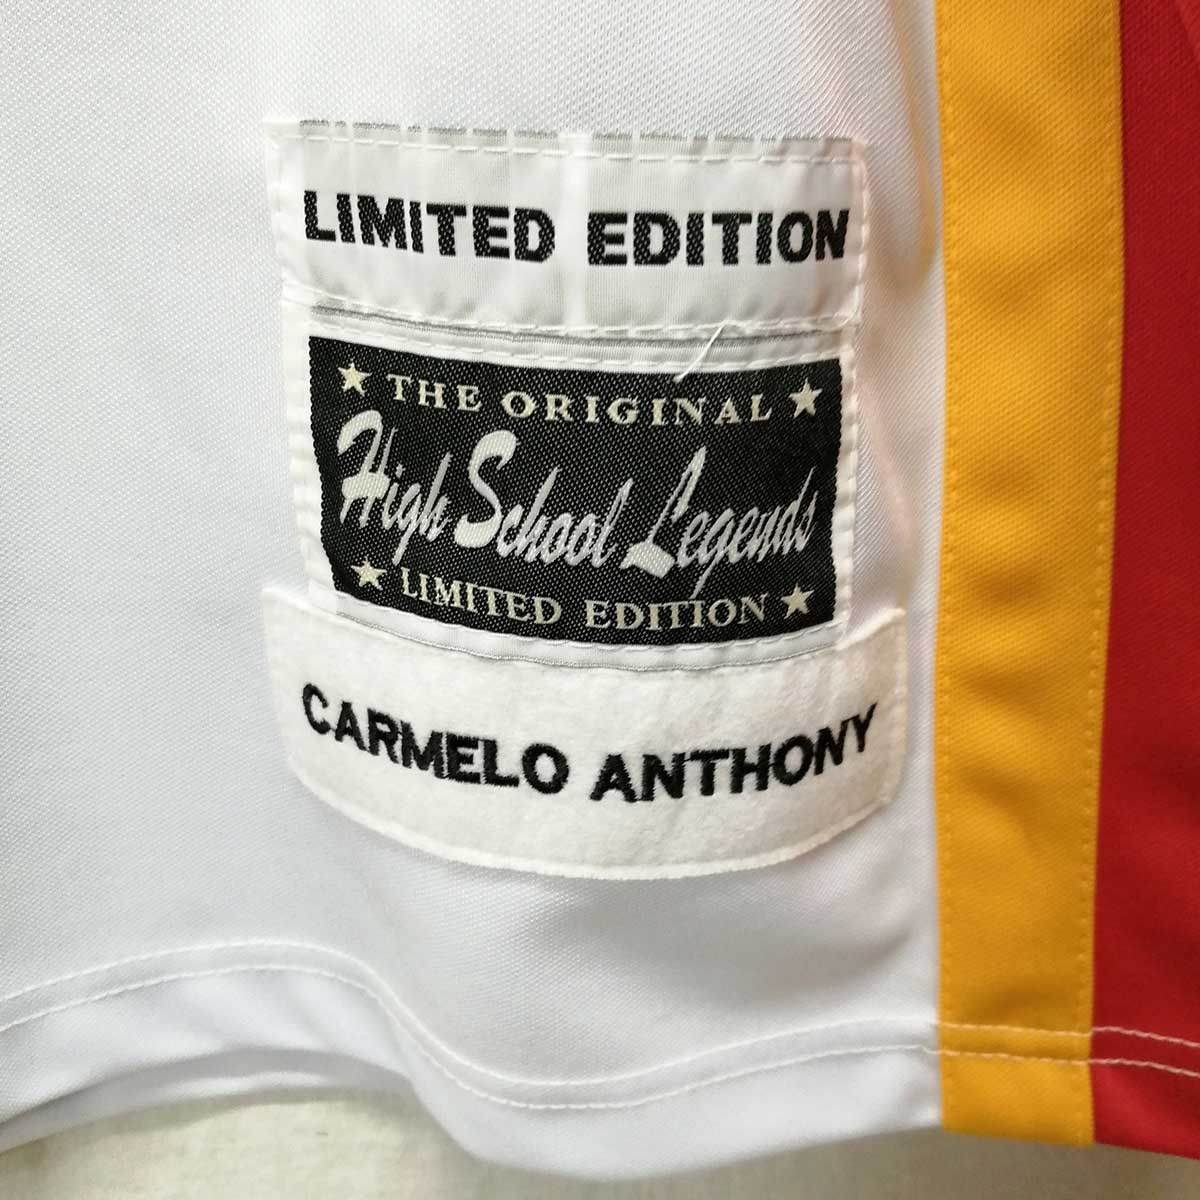 LIMITED EDITION
THE ORIGINAL
High School Legends
LIMITED EDITION
CARMELO ANTHONY